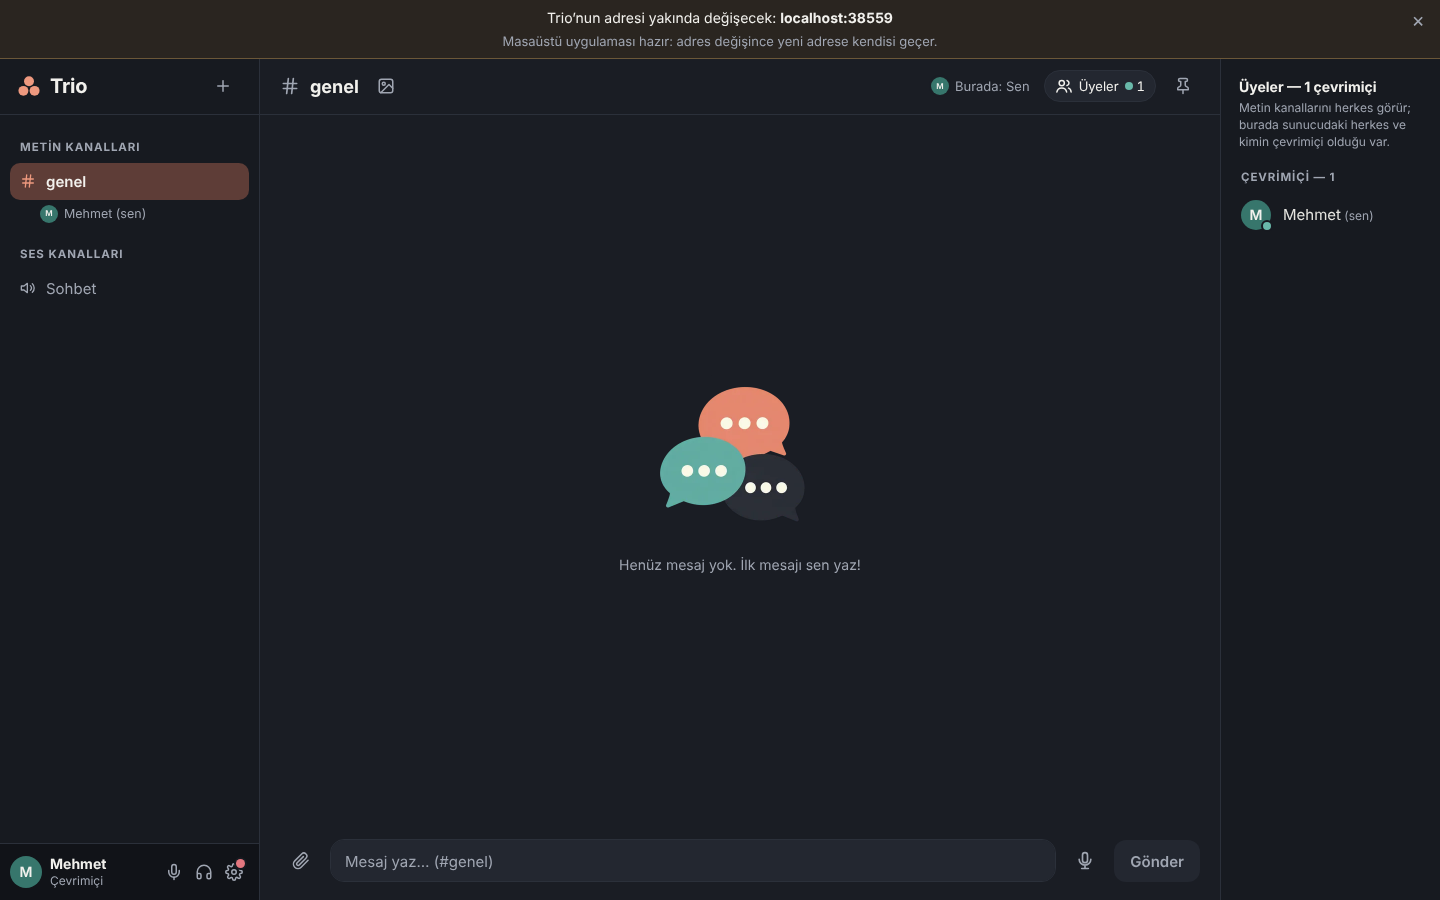 Trio'nun adresi yakında değişecek: localhost:38559
Masaüstü uygulaması hazır: adres değişince yeni adrese kendisi geçer.
Trio
METİN KANALLARI
genel
M Mehmet (sen)
SES KANALLARI
Sohbet
M Mehmet
Çevrimiçi
# genel
M Burada: Sen
Üyeler 1
Henüz mesaj yok. İlk mesajı sen yaz!
Mesaj yaz... (#genel)
Gönder
Üyeler — 1 çevrimiçi
Metin kanallarını herkes görür;
burada sunucudaki herkes ve
kimin çevrimiçi olduğu var.
ÇEVRİMİÇİ — 1
M Mehmet (sen)